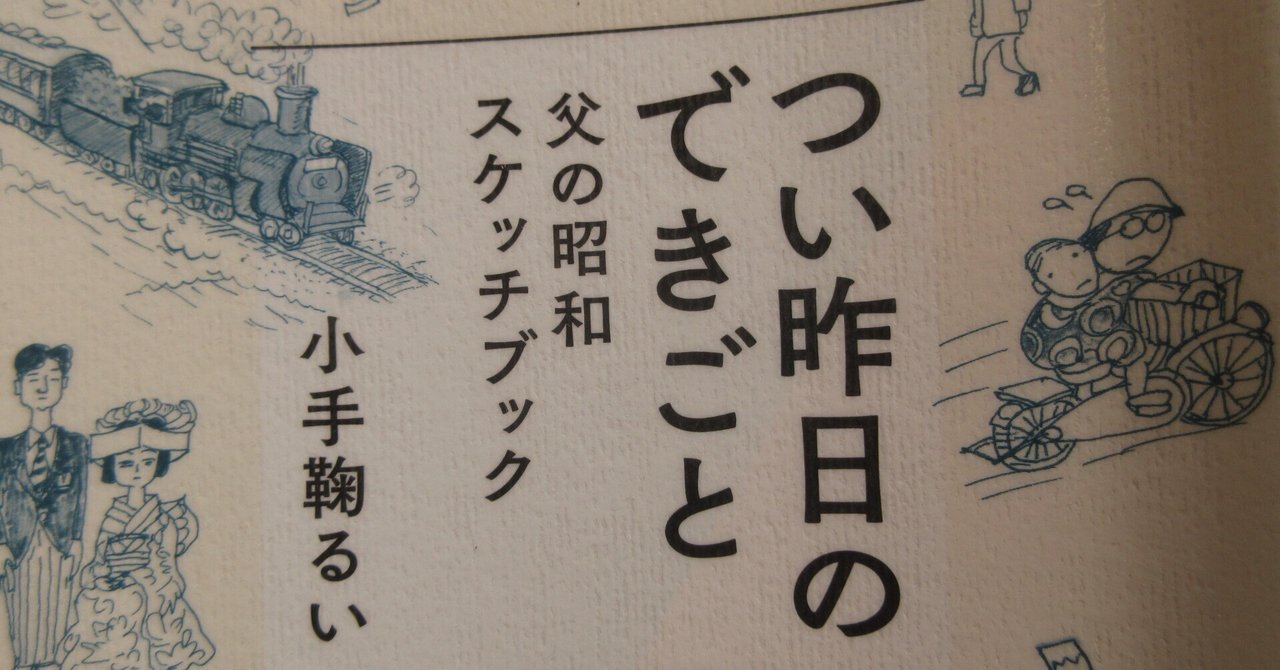 つい昨日の
できごと
父の昭和
スケッチブック
小手鞠るい